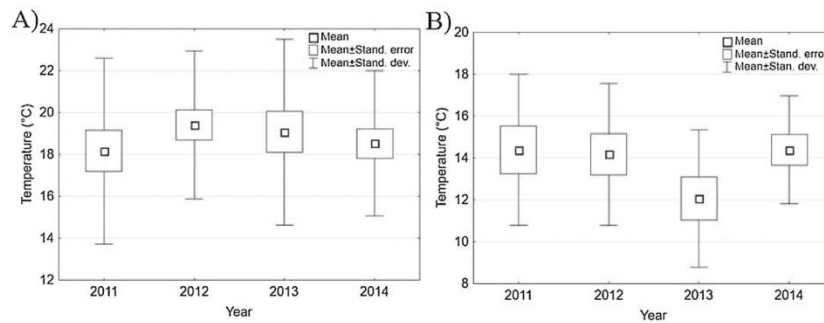 A)
Temperature (°C)
24
22
20
18
16
14
12
Mean
Mean±Stand. error
Mean±Stand. dev.
2011 2012 2013 2014
Year
B)
Temperature (°C)
20
18
16
14
12
10
8
Mean
Mean±Stand. error
Mean±Stan. dev.
2011 2012 2013 2014
Year